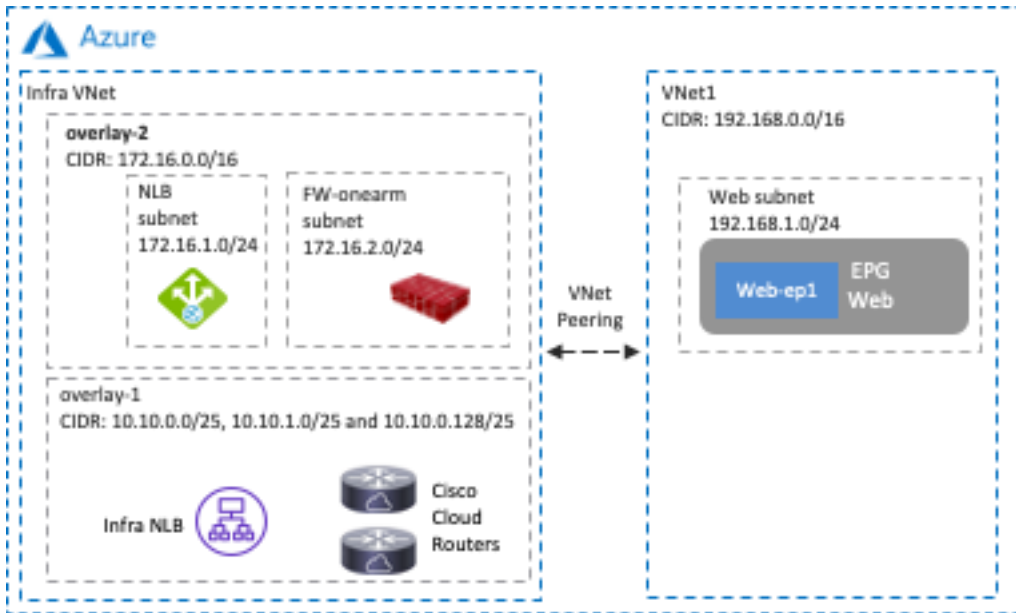 Azure
Infra VNet
overlay-2
CIDR: 172.16.0.0/16
NLB
subnet
172.16.1.0/24
FW-onearm
subnet
172.16.2.0/24
overlay-1
CIDR: 10.10.0.0/25, 10.10.1.0/25 and 10.10.0.128/25
Infra NLB
Cisco
Cloud
Routers
VNet
Peering
VNet1
CIDR: 192.168.0.0/16
Web subnet
192.168.1.0/24
Web-ep1
EPG
Web